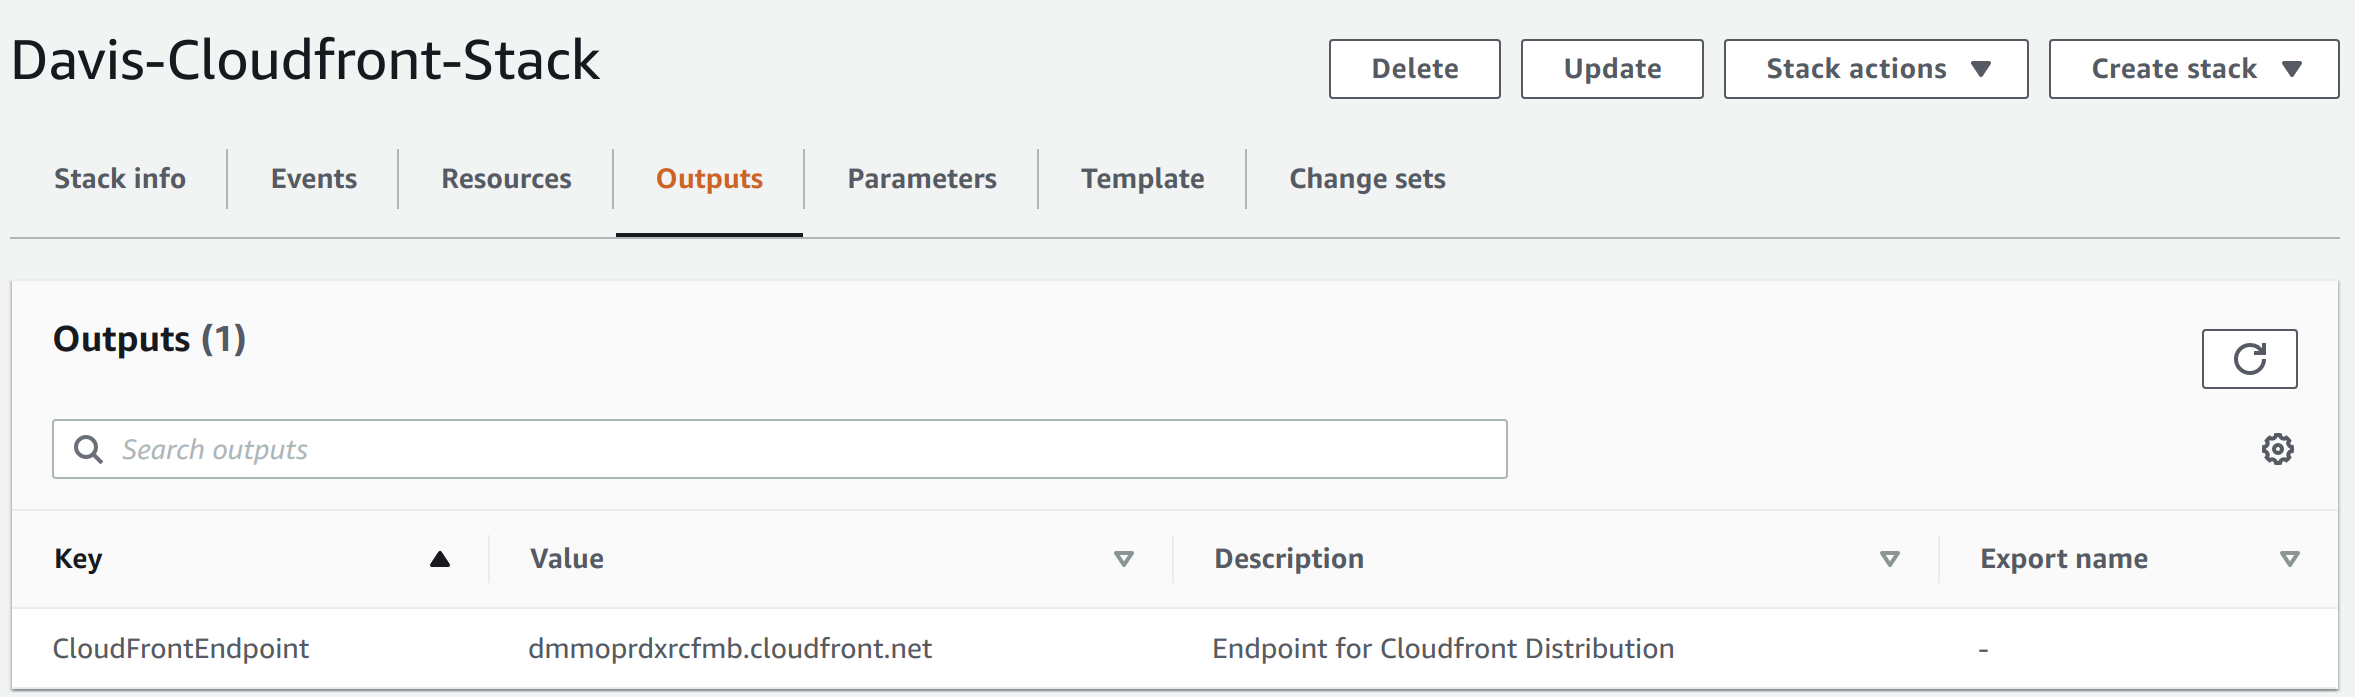 Davis-Cloudfront-Stack
Delete Update Stack actions Create stack
Stack info Events Resources Outputs Parameters Template Change sets
Outputs (1)
Search outputs
Key Value Description Export name
CloudFrontEndpoint dmmoprdxrcfmb.cloudfront.net Endpoint for Cloudfront Distribution -